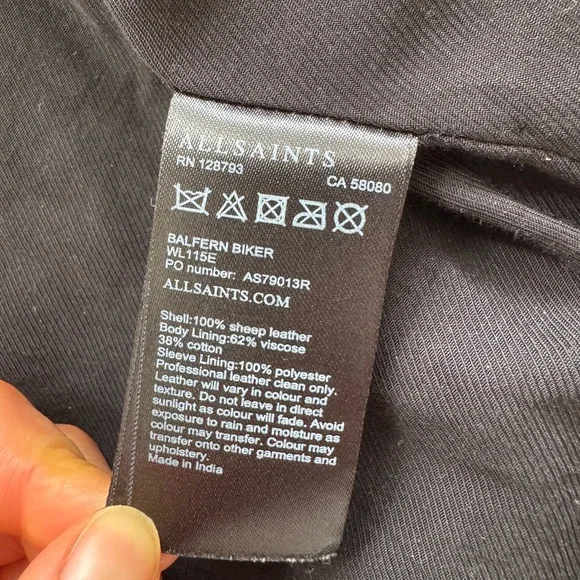 ALLSAINTS
RN 128793 CA 58080
BALFERN BIKER
WL115E
PO number: AS79013R
ALLSAINTS.COM
Shell:100% sheep leather
Body Lining:62% viscose
38% cotton
Sleeve Lining:100% polyester
Professional leather clean only.
Leather will vary in colour and
texture. Do not leave in direct
sunlight as colour will fade. Avoid
exposure to rain and moisture as
colour may transfer. Colour may
transfer onto other garments and
upholstery.
Made in India